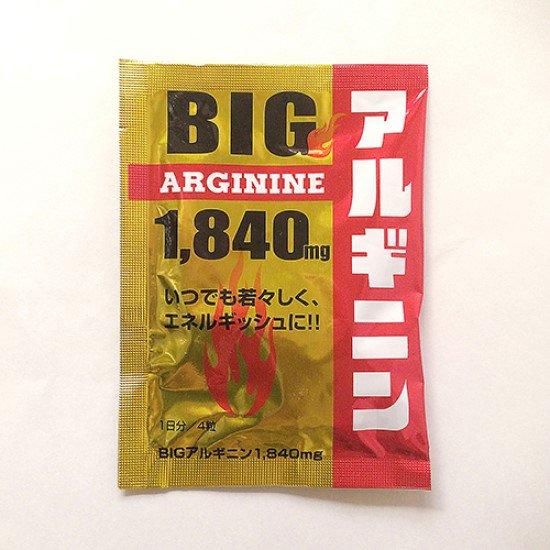 BIG
ARGININE
1,840mg
いつでも若々しく、
エネルギッシュに!!
1日分/4粒
BIGアルギニン1,840mg
アルギニン